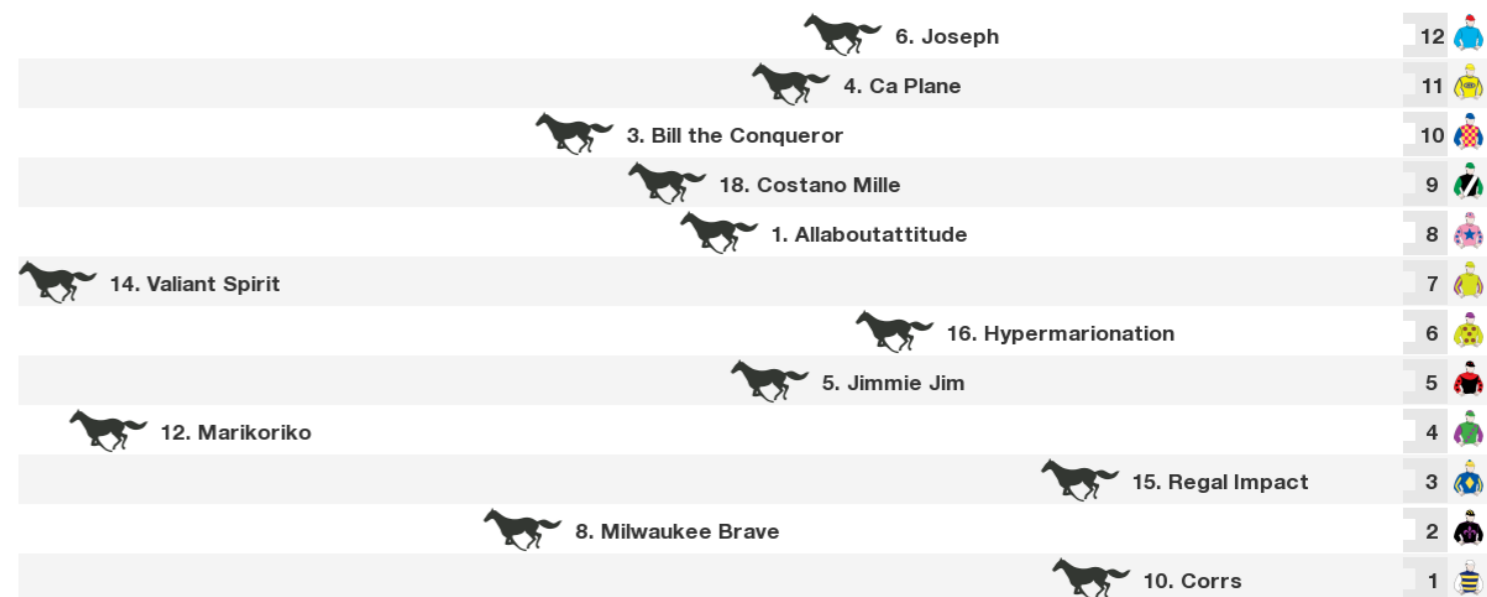 6. Joseph 12
4. Ca Plane 11
3. Bill the Conqueror 10
18. Costano Mille 9
1. Allaboutattitude 8
14. Valiant Spirit 7
16. Hypermarionation 6
5. Jimmie Jim 5
12. Marikoriko 4
15. Regal Impact 3
8. Milwaukee Brave 2
10. Corrs 1